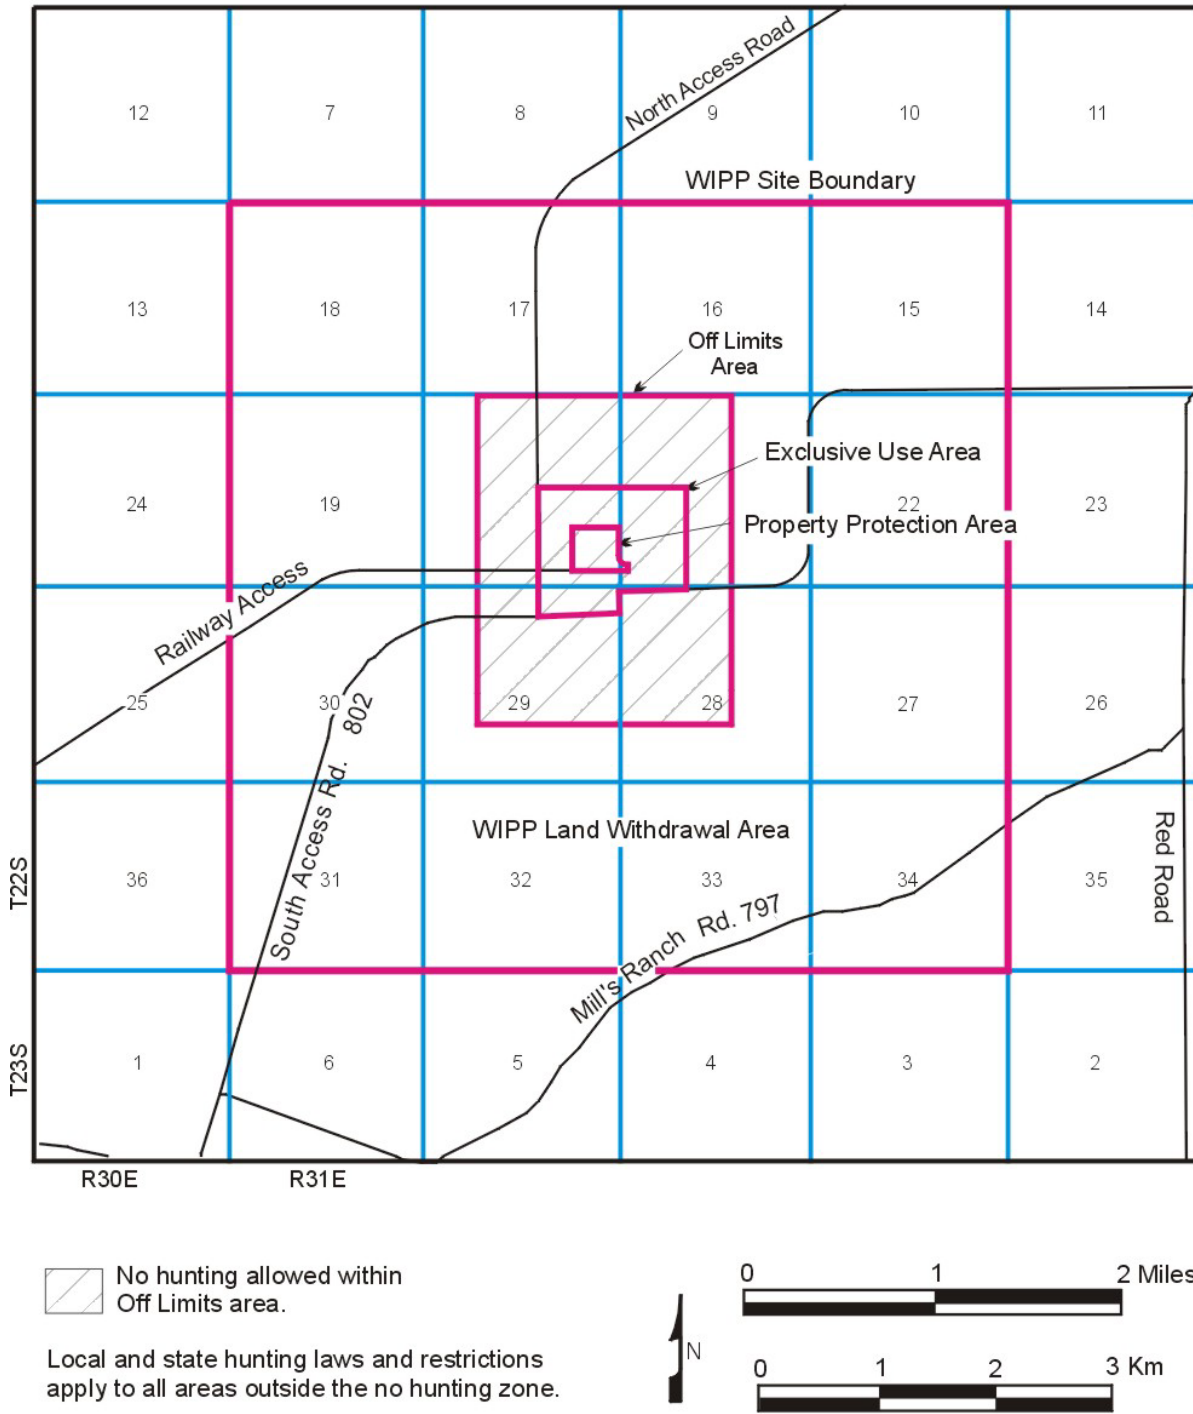 North Access Road
12
7
8
9
10
11
WIPP Site Boundary
13
18
17
16
15
14
Off Limits
Area
Exclusive Use Area
24
19
22
23
Property Protection Area
Railway Access
25
30
29
28
27
26
South Access Rd. 802
WIPP Land Withdrawal Area
Red Road
T22S
36
31
32
33
34
35
Mill's Ranch Rd. 797
T23S
1
6
5
4
3
2
R30E
R31E
No hunting allowed within
Off Limits area.
Local and state hunting laws and restrictions
apply to all areas outside the no hunting zone.
N
0 1 2 Miles
0 1 2 3 Km